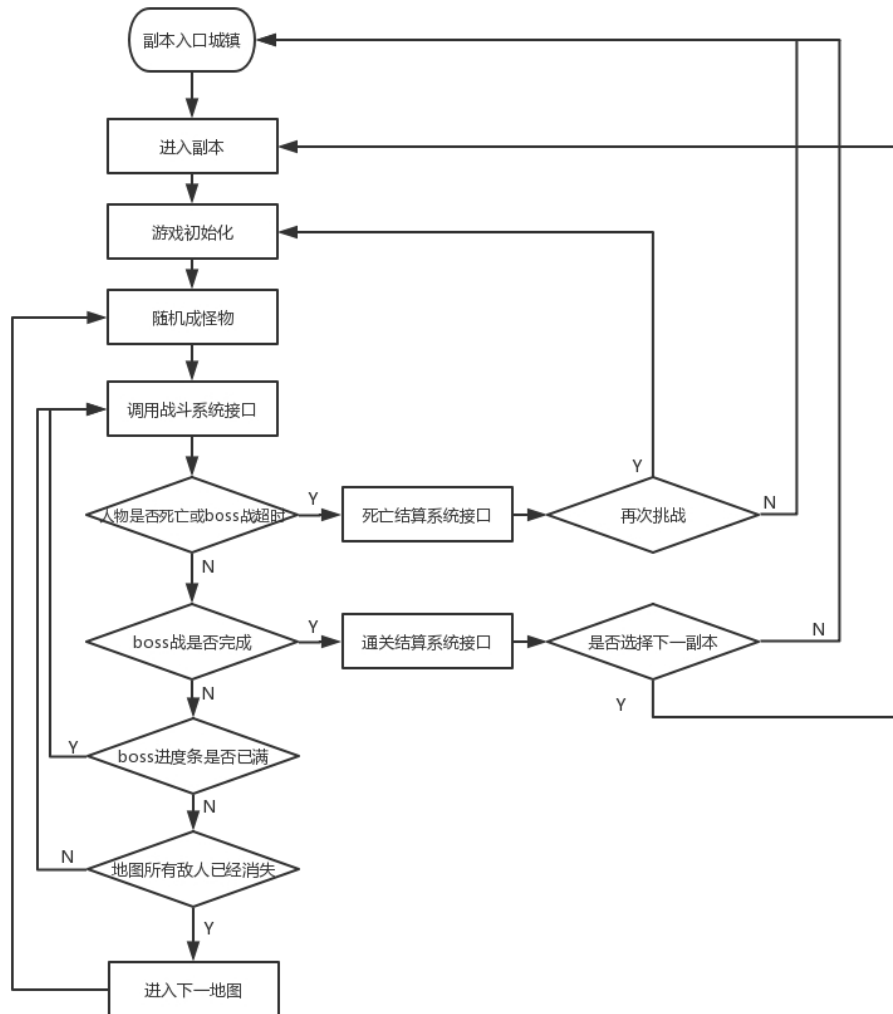 副本入口城镇
进入副本
游戏初始化
随机成怪物
调用战斗系统接口
人物是否死亡或boss战超时
Y
死亡结算系统接口
Y
再次挑战
N
N
boss战是否完成
Y
通关结算系统接口
是否选择下一副本
N
N
Y
Y
boss进度条是否已满
N
N
地图所有敌人已经消失
Y
进入下一地图